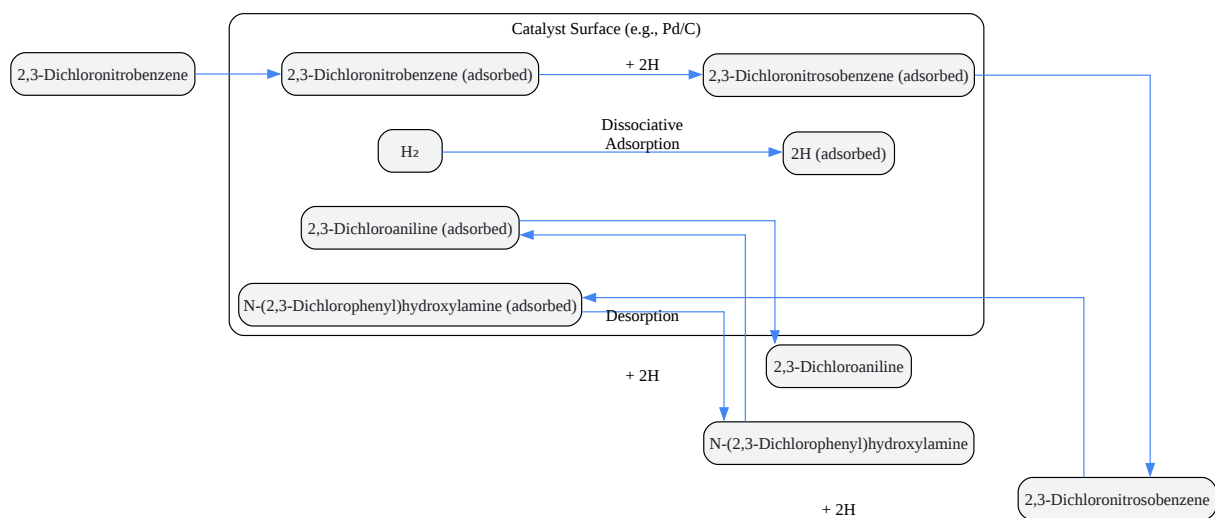 Catalyst Surface (e.g., Pd/C)
2,3-Dichloronitrobenzene
2,3-Dichloronitrobenzene (adsorbed)
+ 2H
2,3-Dichloronitrosobenzene (adsorbed)
H₂
Dissociative
Adsorption
2H (adsorbed)
2,3-Dichloroaniline (adsorbed)
N-(2,3-Dichlorophenyl)hydroxylamine (adsorbed)
Desorption
2,3-Dichloroaniline
+ 2H
N-(2,3-Dichlorophenyl)hydroxylamine
2,3-Dichloronitrosobenzene
+ 2H